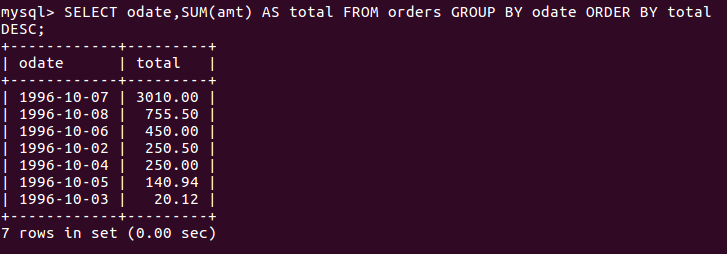 mysql> SELECT odate,SUM(amt) AS total FROM orders GROUP BY odate ORDER BY total
DESC;
+------------+---------+
| odate      | total   |
+------------+---------+
| 1996-10-07 | 3010.00 |
| 1996-10-08 |  755.50 |
| 1996-10-06 |  450.00 |
| 1996-10-02 |  250.50 |
| 1996-10-04 |  250.00 |
| 1996-10-05 |  140.94 |
| 1996-10-03 |   20.12 |
+------------+---------+
7 rows in set (0.00 sec)